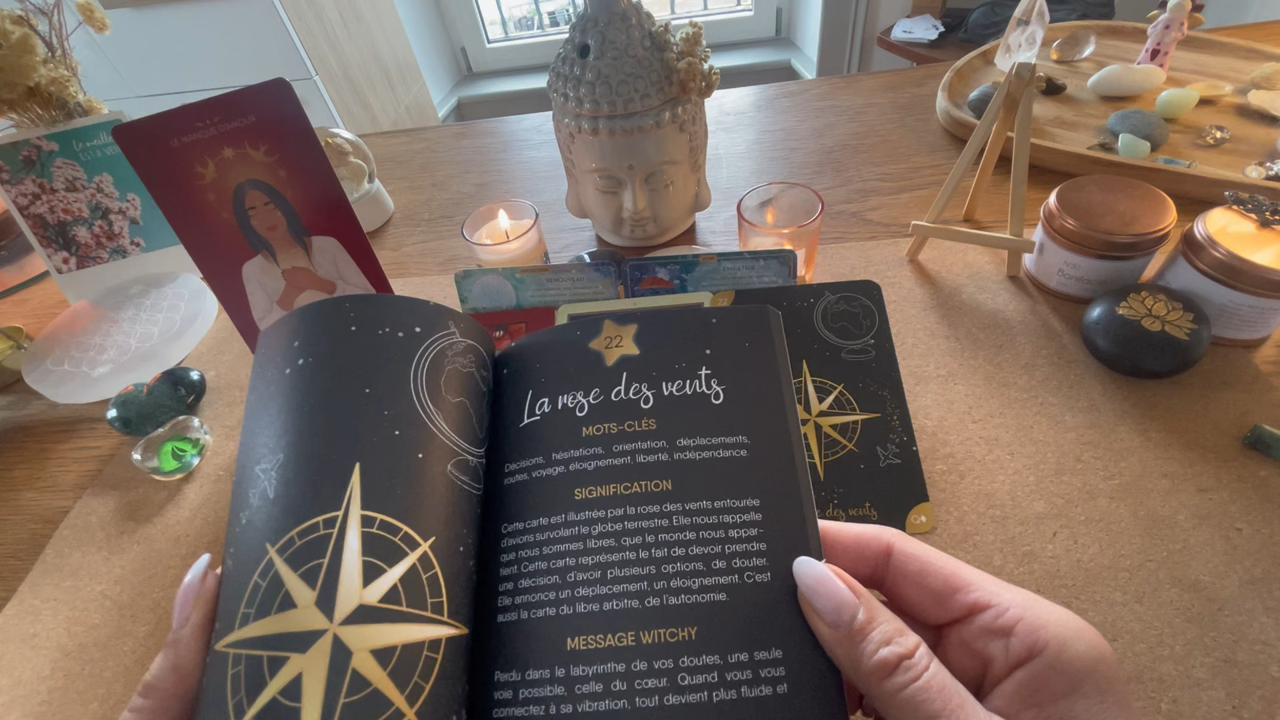 LE MANQUE D'AMOUR
22
La rose des vents
MOTS-CLÉS
Décisions, hésitations, orientation, déplacements,
routes, voyage, éloignement, liberté, indépendance.
SIGNIFICATION
Cette carte est illustrée par la rose des vents entourée
d'avions survolant le globe terrestre. Elle nous rappelle
que nous sommes libres, que le monde nous appar-
tient. Cette carte représente le fait de devoir prendre
une décision, d'avoir plusieurs options, de douter.
Elle annonce un déplacement, un éloignement. C'est
aussi la carte du libre arbitre, de l'autonomie.
MESSAGE WITCHY
Perdu dans le labyrinthe de vos doutes, une seule
voie possible, celle du cœur. Quand vous vous
connectez à sa vibration, tout devient plus fluide et
RENOUVEAU
22
des vents